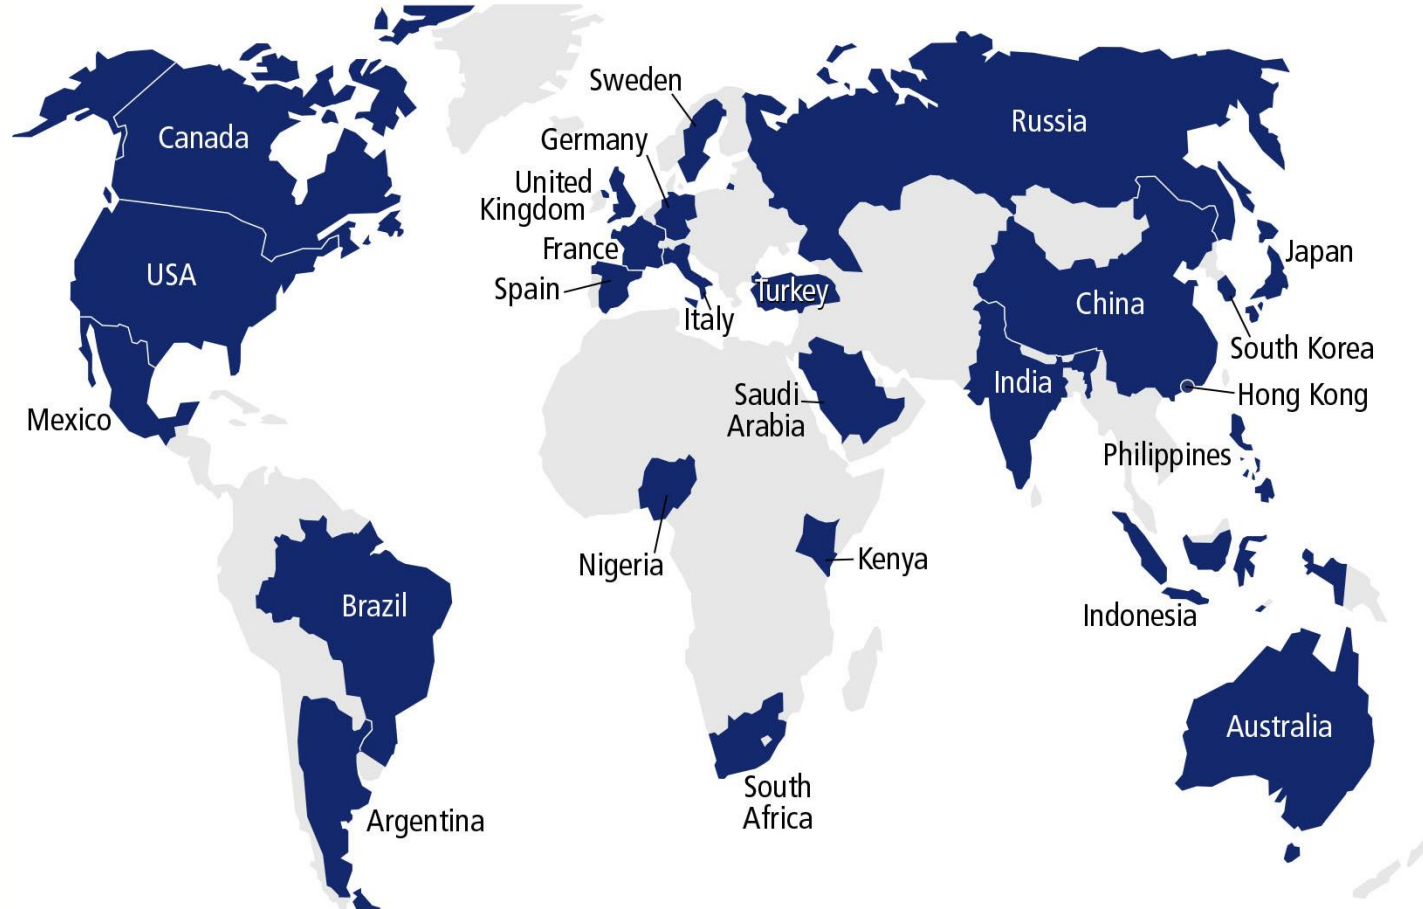 Sweden
Russia
Canada
Germany
United
Kingdom
France
Japan
USA
Spain
Turkey
China
Italy
South Korea
India
Hong Kong
Saudi
Arabia
Mexico
Philippines
Nigeria
Kenya
Brazil
Indonesia
Australia
South
Africa
Argentina